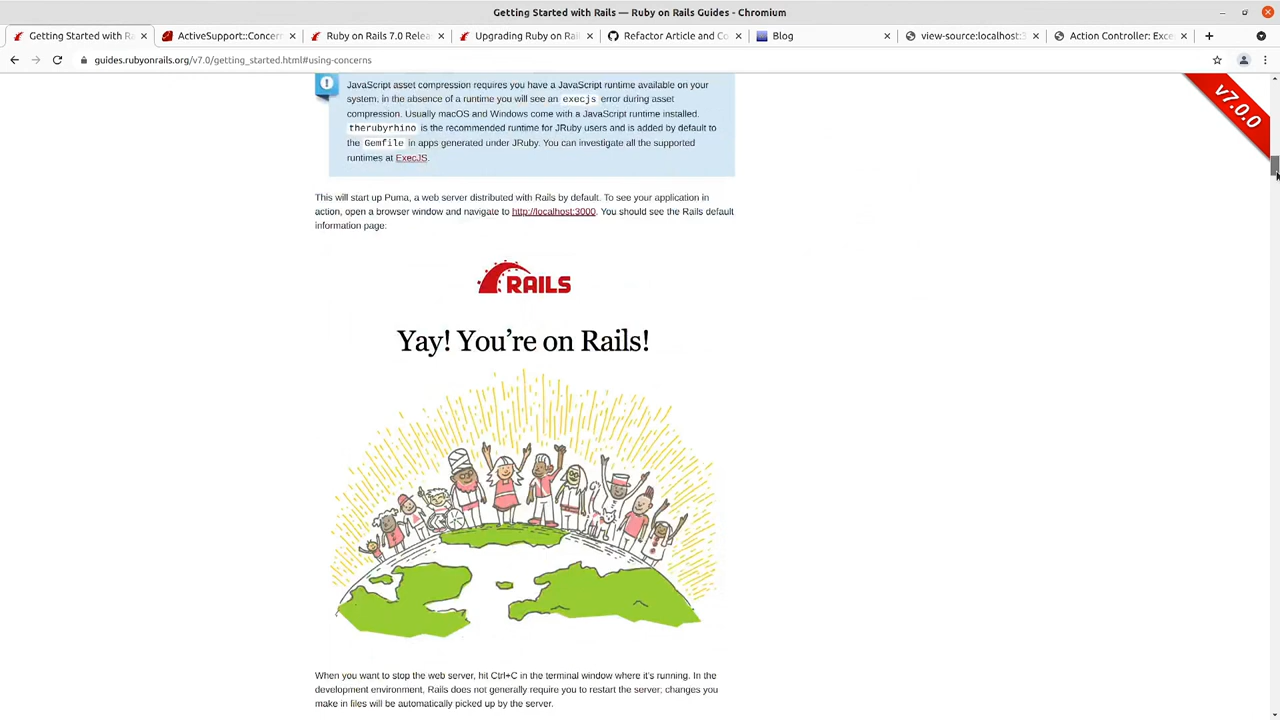 Getting Started with Rails — Ruby on Rails Guides - Chromium
Getting Started with Ra
ActiveSupport::Concern
Ruby on Rails 7.0 Relea
Upgrading Ruby on Rail
Refactor Article and Co
Blog
view-source:localhost:3
Action Controller: Exce
guides.rubyonrails.org/v7.0/getting_started.html#using-concerns
v7.0.0
JavaScript asset compression requires you have a JavaScript runtime available on your
system, in the absence of a runtime you will see an execjs error during asset
compression. Usually macOS and Windows come with a JavaScript runtime installed.
therubyrhino is the recommended runtime for JRuby users and is added by default to
the Gemfile in apps generated under JRuby. You can investigate all the supported
runtimes at ExecJS.
This will start up Puma, a web server distributed with Rails by default. To see your application in
action, open a browser window and navigate to http://localhost:3000. You should see the Rails default
information page:
RAILS
Yay! You’re on Rails!
When you want to stop the web server, hit Ctrl+C in the terminal window where it's running. In the
development environment, Rails does not generally require you to restart the server; changes you
make in files will be automatically picked up by the server.